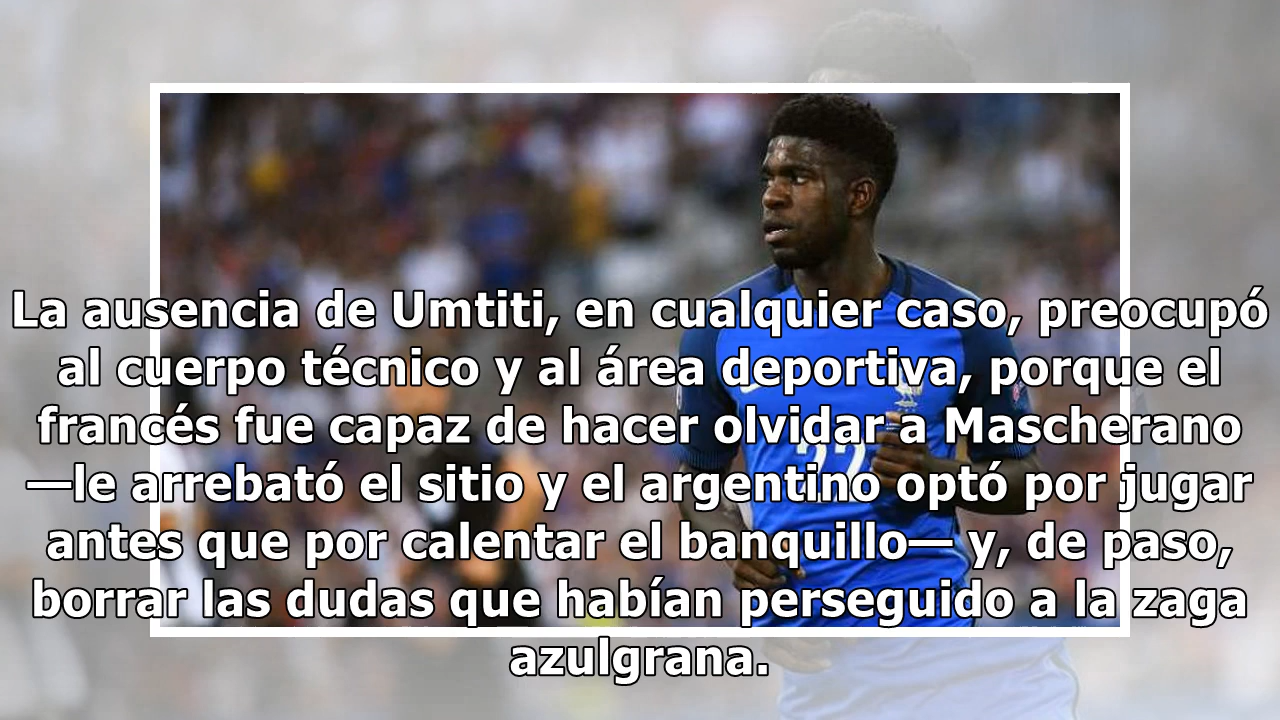 La ausencia de Umtiti, en cualquier caso, preocupó
al cuerpo técnico y al área deportiva, porque el
francés fue capaz de hacer olvidar a Mascherano
—le arrebató el sitio y el argentino optó por jugar
antes que por calentar el banquillo— y, de paso,
borrar las dudas que habían perseguido a la zaga
azulgrana.
22